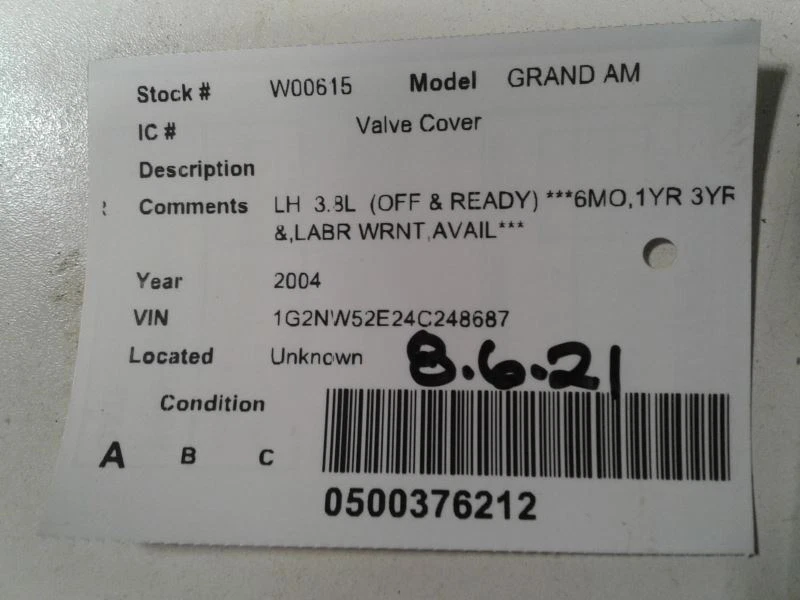 Stock # W00615 Model GRAND AM
IC # Valve Cover
Description
Comments LH 3.8L (OFF & READY) ***6MO,1YR 3YR
&,LABR WRNT,AVAIL***
Year 2004
VIN 1G2NW52E24C248687
Located Unknown 8.6.21
Condition
A B C
0500376212